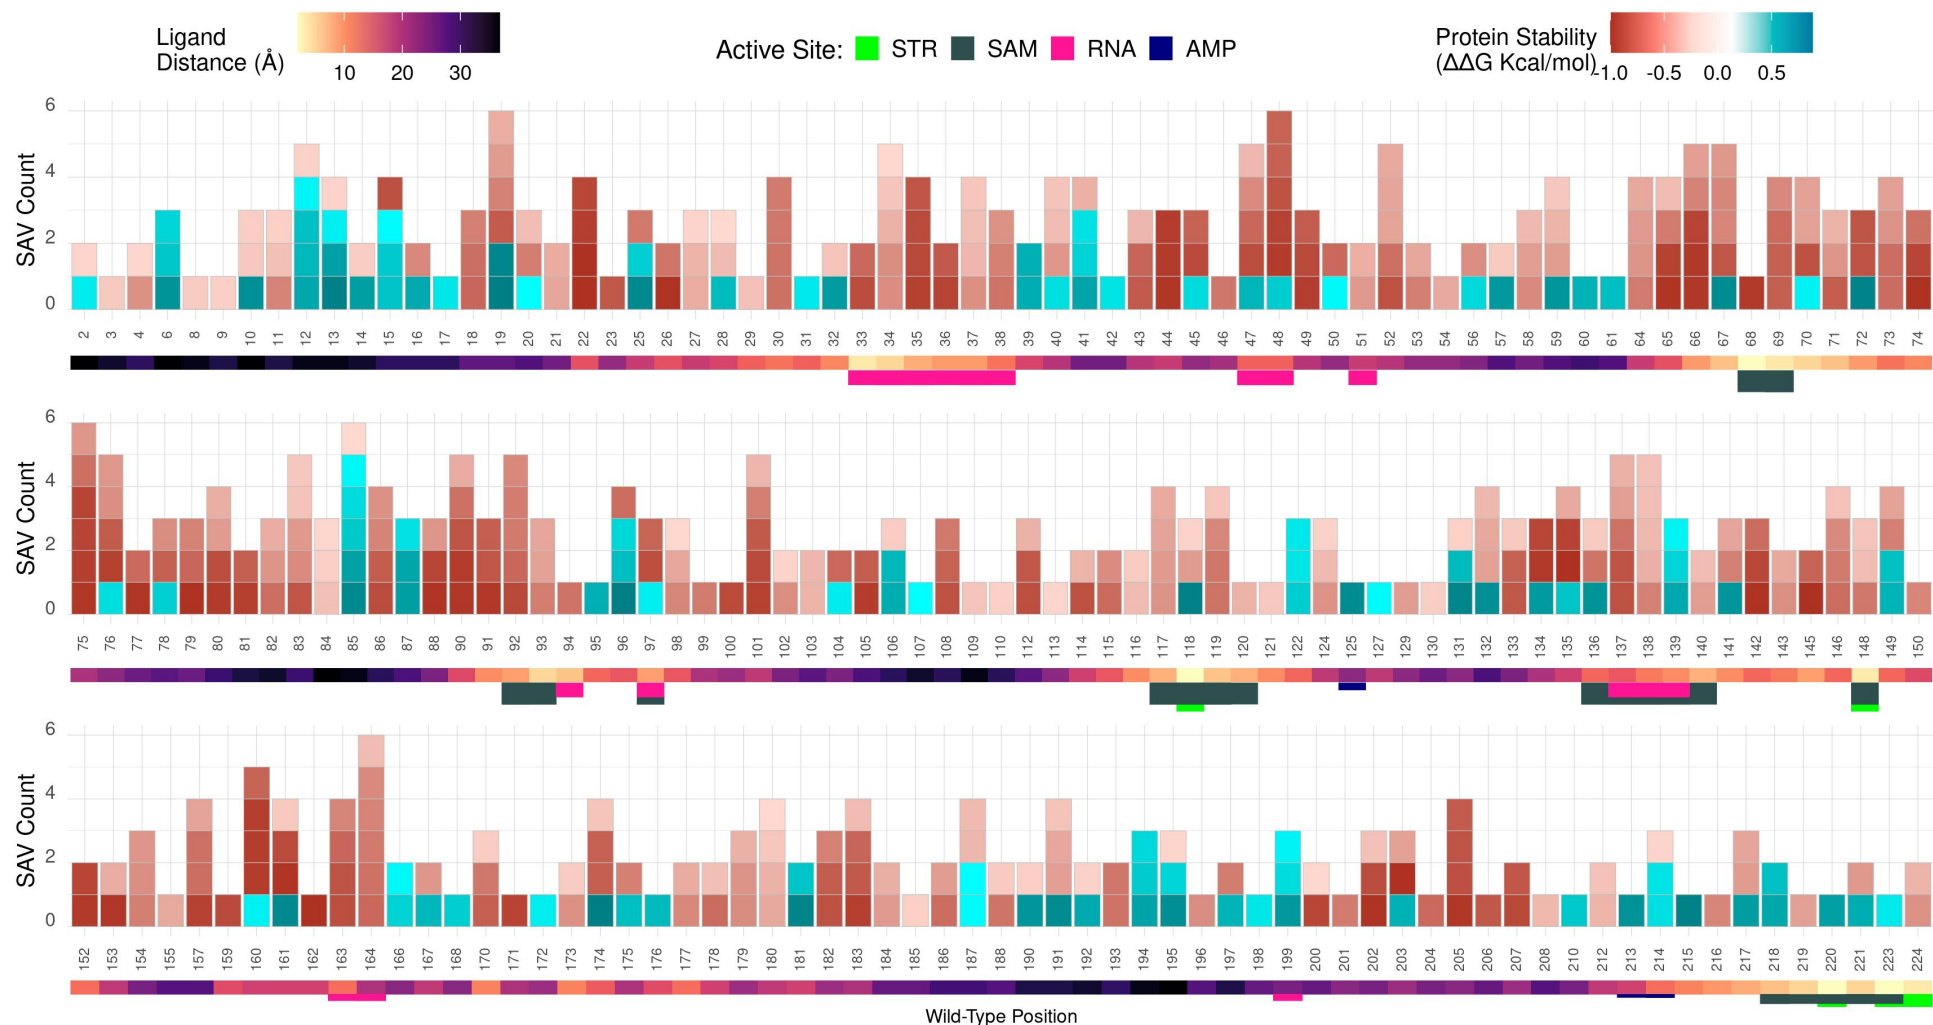 Ligand
Distance (Å)
10 20 30
Active Site: STR SAM RNA AMP
Protein Stability
(ΔΔG Kcal/mol)
-1.0 -0.5 0.0 0.5
SAV Count
6
4
2
0
2 3 4 6 8 9 10 11 12 13 14 15 16 17 18 19 20 21 22 23 25 26 27 28 29 30 31 32 33 34 35 36 37 38 39 40 41 42 43 44 45 46 47 48 49 50 51 52 53 54 56 57 58 59 60 61 64 65 66 67 68 69 70 71 72 73 74
SAV Count
6
4
2
0
75 76 77 78 79 80 81 82 83 84 85 86 87 88 90 91 92 93 94 95 96 97 98 99 100 101 102 103 104 105 106 107 108 109 110 112 113 114 115 116 117 118 119 120 121 122 124 125 127 129 130 131 132 133 134 135 136 137 138 139 140 141 142 143 145 146 148 149 150
SAV Count
6
4
2
0
152 153 154 155 157 159 160 161 162 163 164 166 167 168 170 171 172 173 174 175 176 177 178 179 180 181 182 183 184 185 186 187 188 190 191 192 193 194 195 196 197 198 199 200 201 202 203 204 205 206 207 208 210 212 213 214 215 216 217 218 219 220 221 223 224
Wild-Type Position